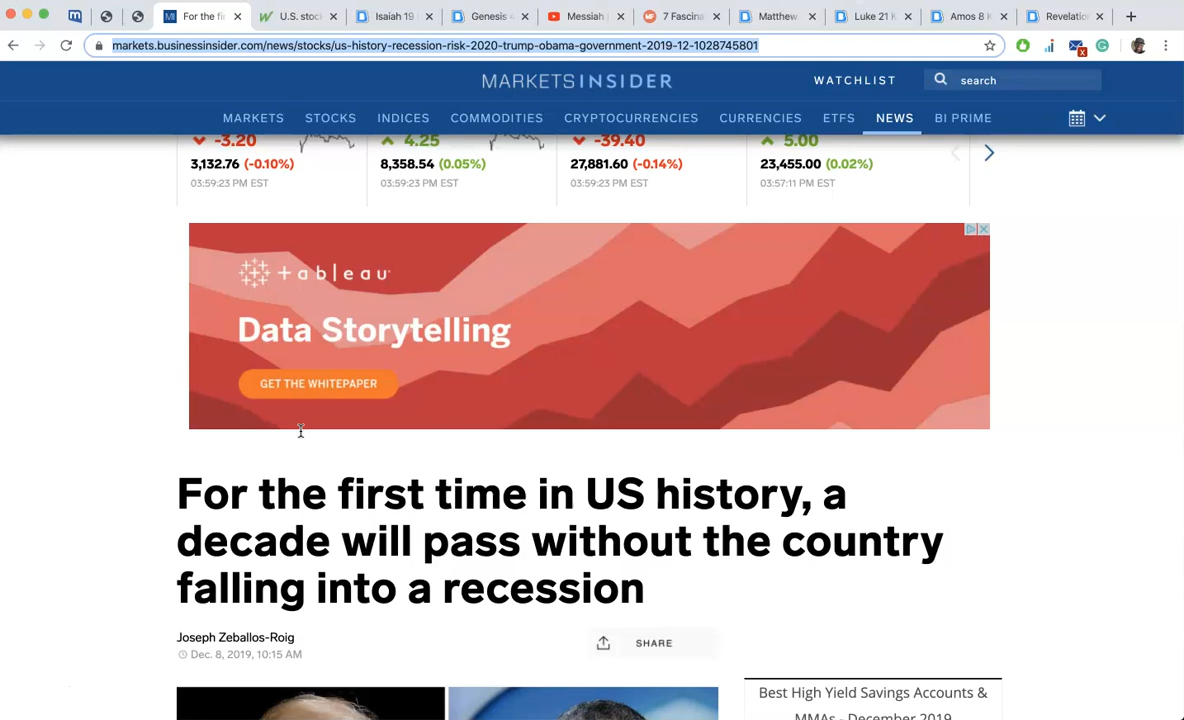 For the fi
U.S. stoc
Isaiah 19
Genesis 4
Messiah
7 Fascina
Matthew
Luke 21 K
Amos 8 K
Revelatio
markets.businessinsider.com/news/stocks/us-history-recession-risk-2020-trump-obama-government-2019-12-1028745801
MARKETS INSIDER
WATCHLIST
search
MARKETS STOCKS INDICES COMMODITIES CRYPTOCURRENCIES CURRENCIES ETFS NEWS BI PRIME
-3.20 4.25 -39.40 5.00
3,132.76 (-0.10%) 8,358.54 (0.05%) 27,881.60 (-0.14%) 23,455.00 (0.02%)
03:59:23 PM EST 03:59:23 PM EST 03:59:23 PM EST 03:57:11 PM EST
+ a b l e a u
Data Storytelling
GET THE WHITEPAPER
For the first time in US history, a
decade will pass without the country
falling into a recession
Joseph Zeballos-Roig
Dec. 8, 2019, 10:15 AM
SHARE
Best High Yield Savings Accounts &
MMAs - December 2019